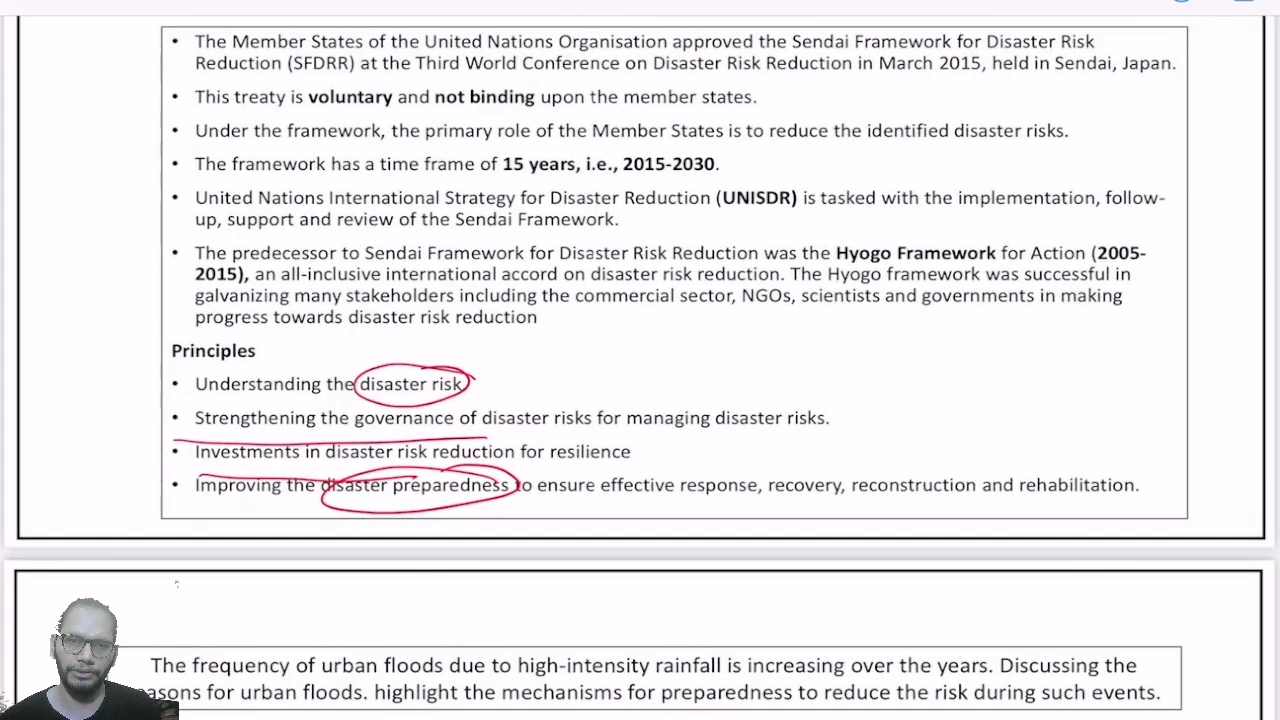 • The Member States of the United Nations Organisation approved the Sendai Framework for Disaster Risk
Reduction (SFDRR) at the Third World Conference on Disaster Risk Reduction in March 2015, held in Sendai, Japan.
• This treaty is voluntary and not binding upon the member states.
• Under the framework, the primary role of the Member States is to reduce the identified disaster risks.
• The framework has a time frame of 15 years, i.e., 2015-2030.
• United Nations International Strategy for Disaster Reduction (UNISDR) is tasked with the implementation, follow-
up, support and review of the Sendai Framework.
• The predecessor to Sendai Framework for Disaster Risk Reduction was the Hyogo Framework for Action (2005-
2015), an all-inclusive international accord on disaster risk reduction. The Hyogo framework was successful in
galvanizing many stakeholders including the commercial sector, NGOs, scientists and governments in making
progress towards disaster risk reduction
Principles
• Understanding the disaster risk
• Strengthening the governance of disaster risks for managing disaster risks.
• Investments in disaster risk reduction for resilience
• Improving the disaster preparedness to ensure effective response, recovery, reconstruction and rehabilitation.
The frequency of urban floods due to high-intensity rainfall is increasing over the years. Discussing the
asons for urban floods. highlight the mechanisms for preparedness to reduce the risk during such events.